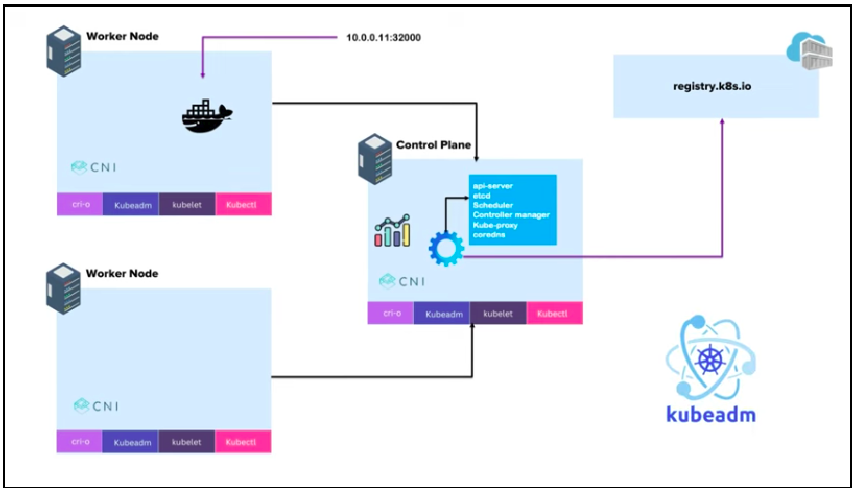 Worker Node
10.0.0.11:32000
CNI
cri-o Kubeadm kubelet Kubectl
registry.k8s.io
Control Plane
api-server
etcd
Scheduler
Controller manager
Kube-proxy
coredns
CNI
cri-o Kubeadm kubelet Kubectl
Worker Node
CNI
cri-o Kubeadm kubelet Kubectl
kubeadm